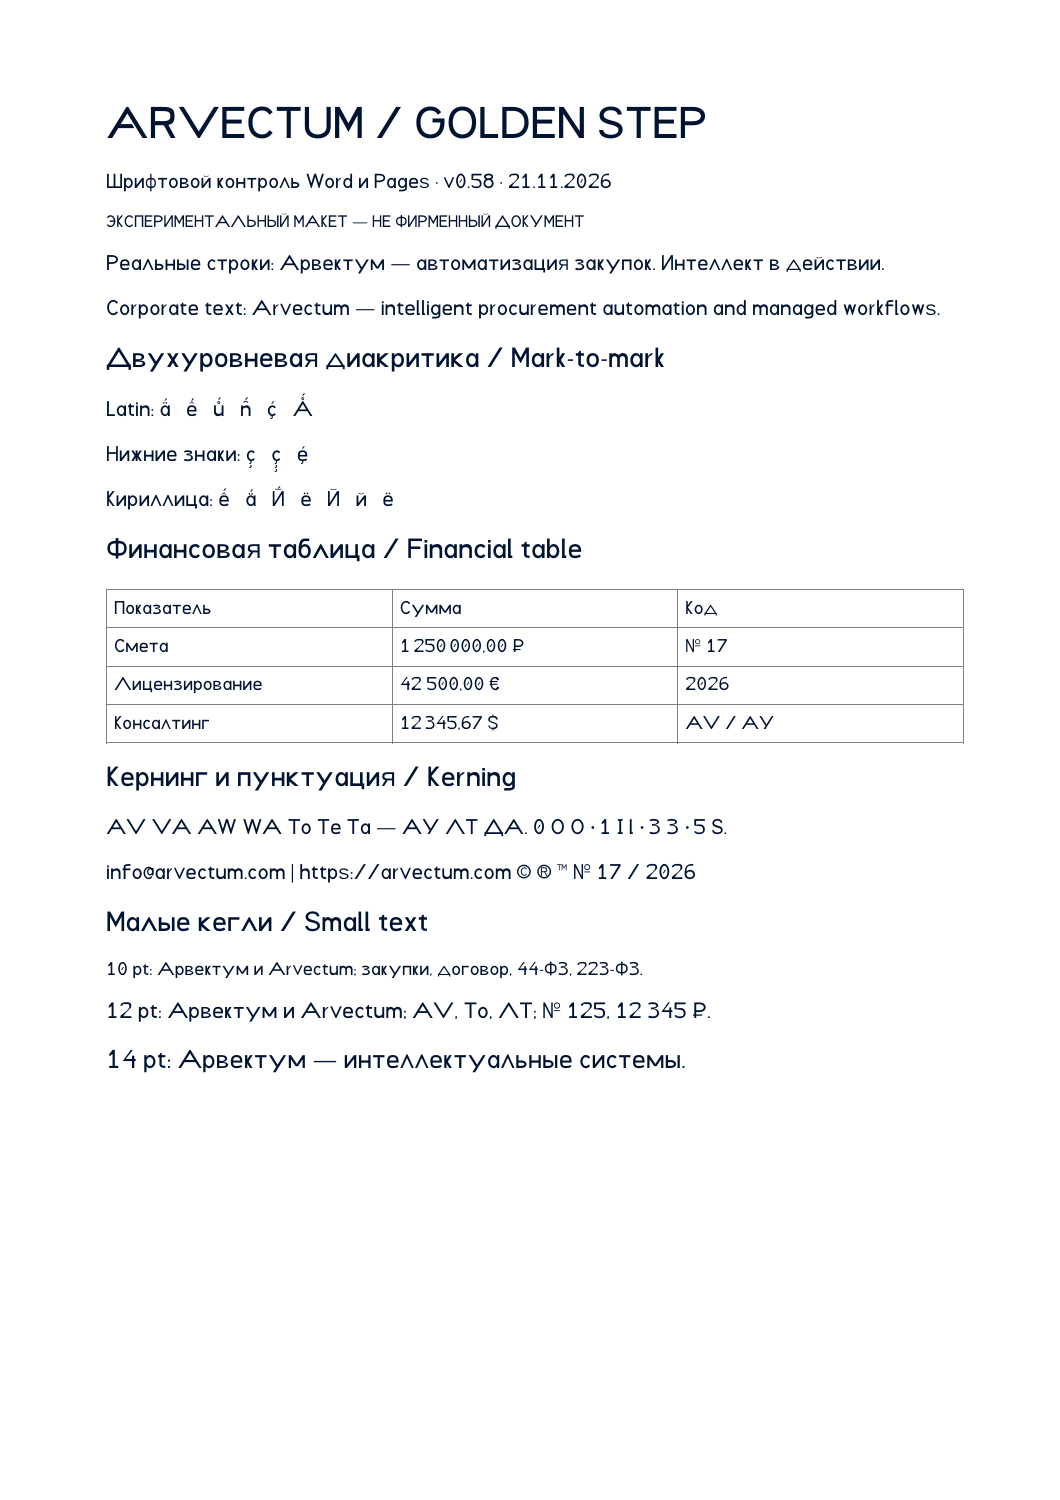 ARVECTUM / GOLDEN STEP
Шрифтовой контроль Word и Pages · v0.58 · 21.11.2026
ЭКСПЕРИМЕНТАЛЬНЫЙ МАКЕТ — НЕ ФИРМЕННЫЙ ДОКУМЕНТ
Реальные строки: Арвектум — автоматизация закупок. Интеллект в действии.
Corporate text: Arvectum — intelligent procurement automation and managed workflows.
Двухуровневая диакритика / Mark-to-mark
Latin:
Нижние знаки:
Кириллица:
Финансовая таблица / Financial table
Показатель Сумма Код
Смета 1 250 000,00 ₽ № 17
Лицензирование 42 500,00 € 2026
Консалтинг 12 345,67 $ AV / АУ
Кернинг и пунктуация / Kerning
AV VA AW WA To Te Ta — АУ ЛТ ДА. 0 O О · 1 I l · 3 З · 5 S.
info@arvectum.com | https://arvectum.com © ® ™ № 17 / 2026
Малые кегли / Small text
10 pt: Арвектум и Arvectum; закупки, договор, 44-ФЗ, 223-ФЗ.
12 pt: Арвектум и Arvectum; AV, To, ЛТ; № 125, 12 345 ₽.
14 pt: Арвектум — интеллектуальные системы.